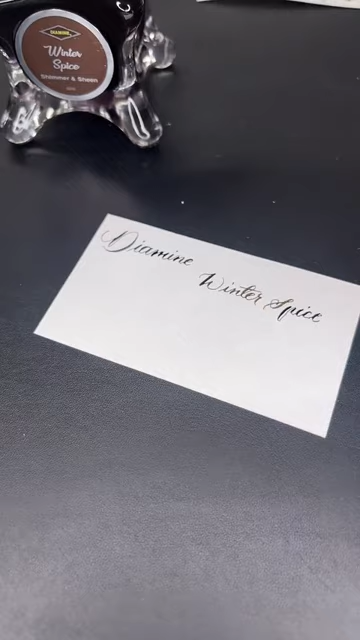 DIAMINE
Winter
Spice
Shimmer & Sheen
Diamine
Winter Spice